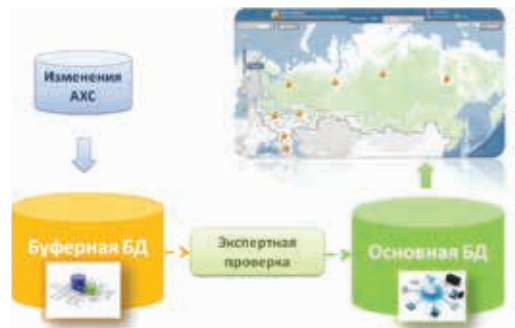 Изменения
АХС
Буферная БД
Экспертная
проверка
Основная БД